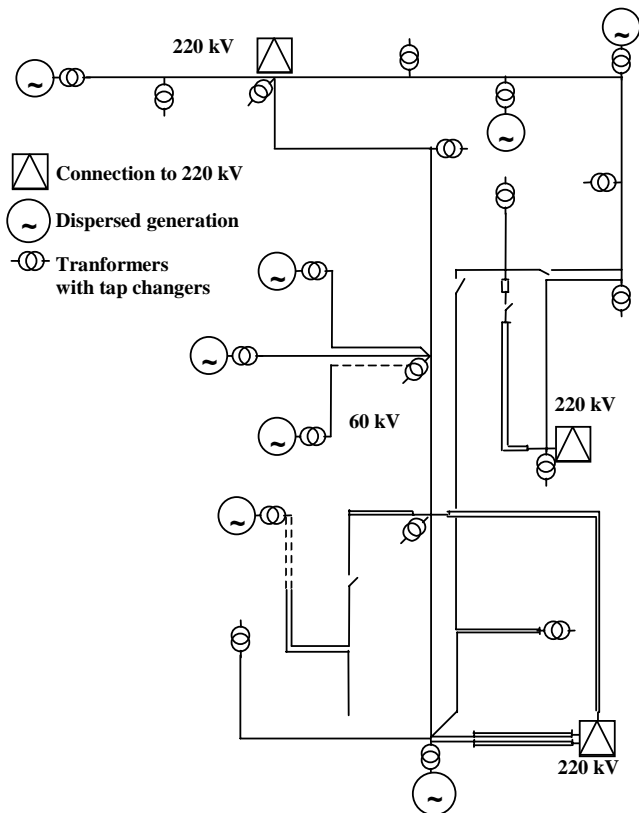 220 kV
~
~
~
Connection to 220 kV
~
Dispersed generation
Tranformers
with tap changers
~
~
60 kV
220 kV
~
~
220 kV
~